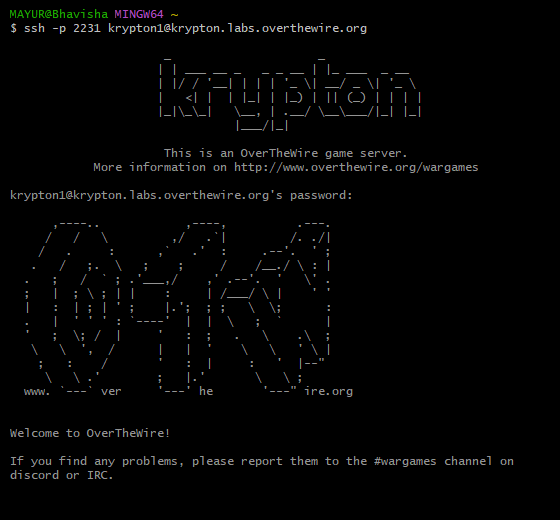 MAYUR@Bhavisha MINGW64 ~
$ ssh -p 2231 krypton1@krypton.labs.overthewire.org
krypton
This is an OverTheWire game server.
More information on http://www.overthewire.org/wargames
krypton1@krypton.labs.overthewire.org's password:
www. ver he ire.org
Welcome to OverTheWire!
If you find any problems, please report them to the #wargames channel on
discord or IRC.